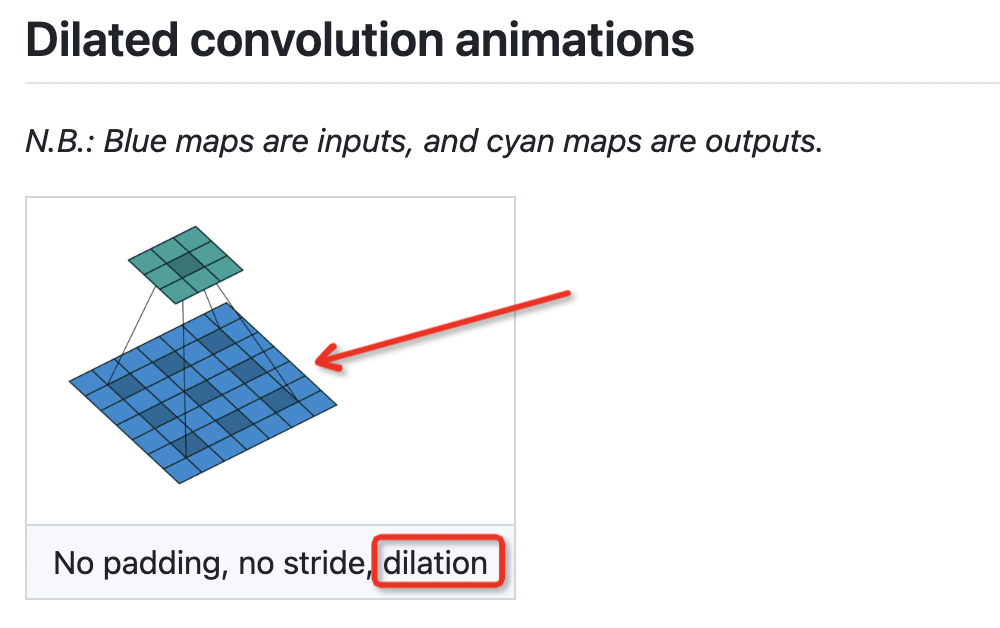 Dilated convolution animations
N.B.: Blue maps are inputs, and cyan maps are outputs.
No padding, no stride, dilation